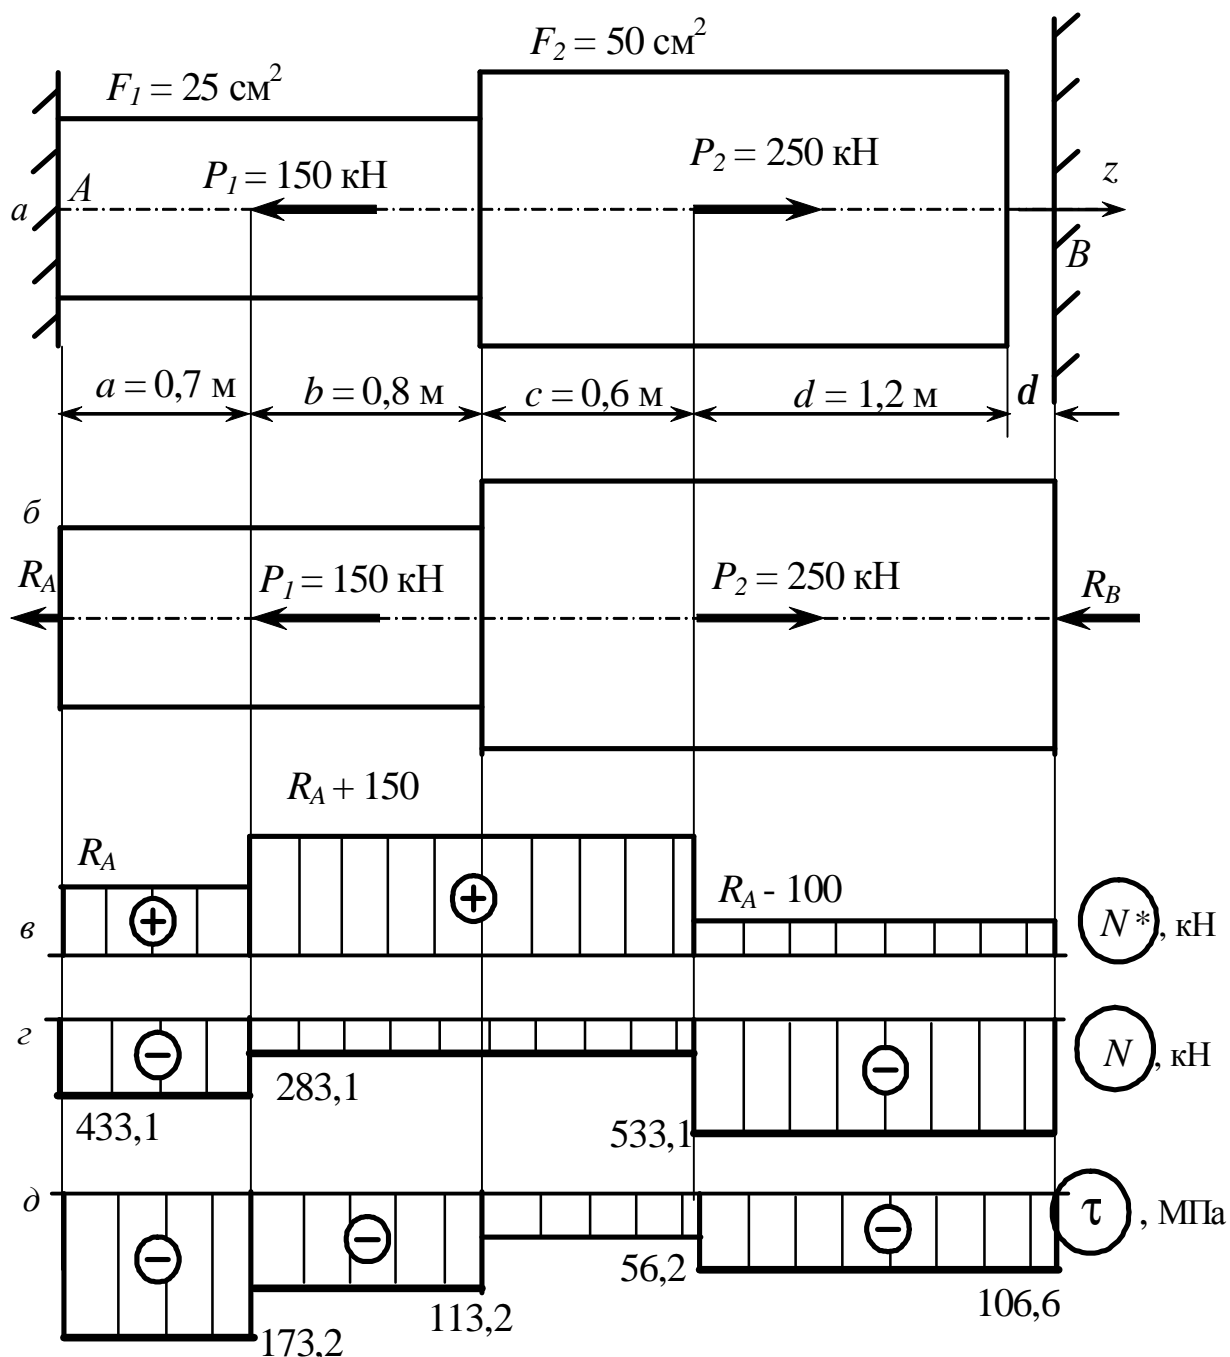 F₂ = 50 см²
F₁ = 25 см²
P₁ = 150 кН
P₂ = 250 кН
z
а
A
B
a = 0,7 м
b = 0,8 м
c = 0,6 м
d = 1,2 м
d
б
R_A
P₁ = 150 кН
P₂ = 250 кН
R_B
R_A + 150
R_A
R_A - 100
в
+
+
N*, кН
г
−
−
N, кН
283,1
433,1
533,1
д
−
−
−
τ, МПа
56,2
106,6
113,2
173,2